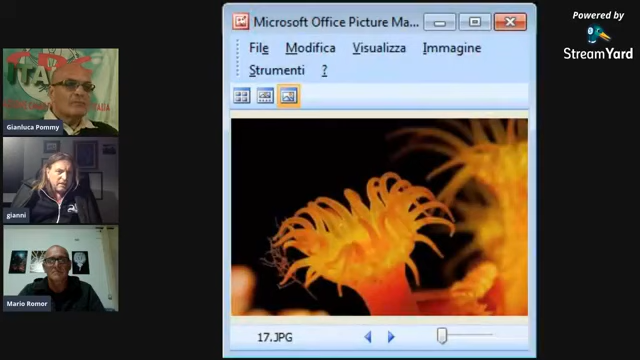 Powered by
StreamYard
Microsoft Office Picture Ma...
File Modifica Visualizza Immagine
Strumenti ?
Gianluca Pommy
gianni
Mario Romor
17.JPG